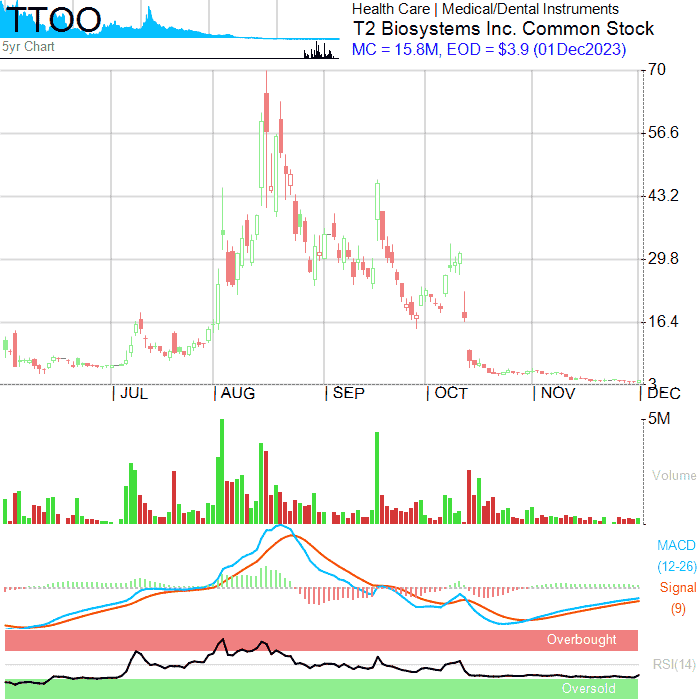 TTOO
5yr Chart
Health Care | Medical/Dental Instruments
T2 Biosystems Inc. Common Stock
MC = 15.8M, EOD = $3.9 (01Dec2023)
70
56.6
43.2
29.8
16.4
3
JUL AUG SEP OCT NOV DEC
5M
Volume
MACD
(12-26)
Signal
(9)
Overbought
RSI(14)
Oversold